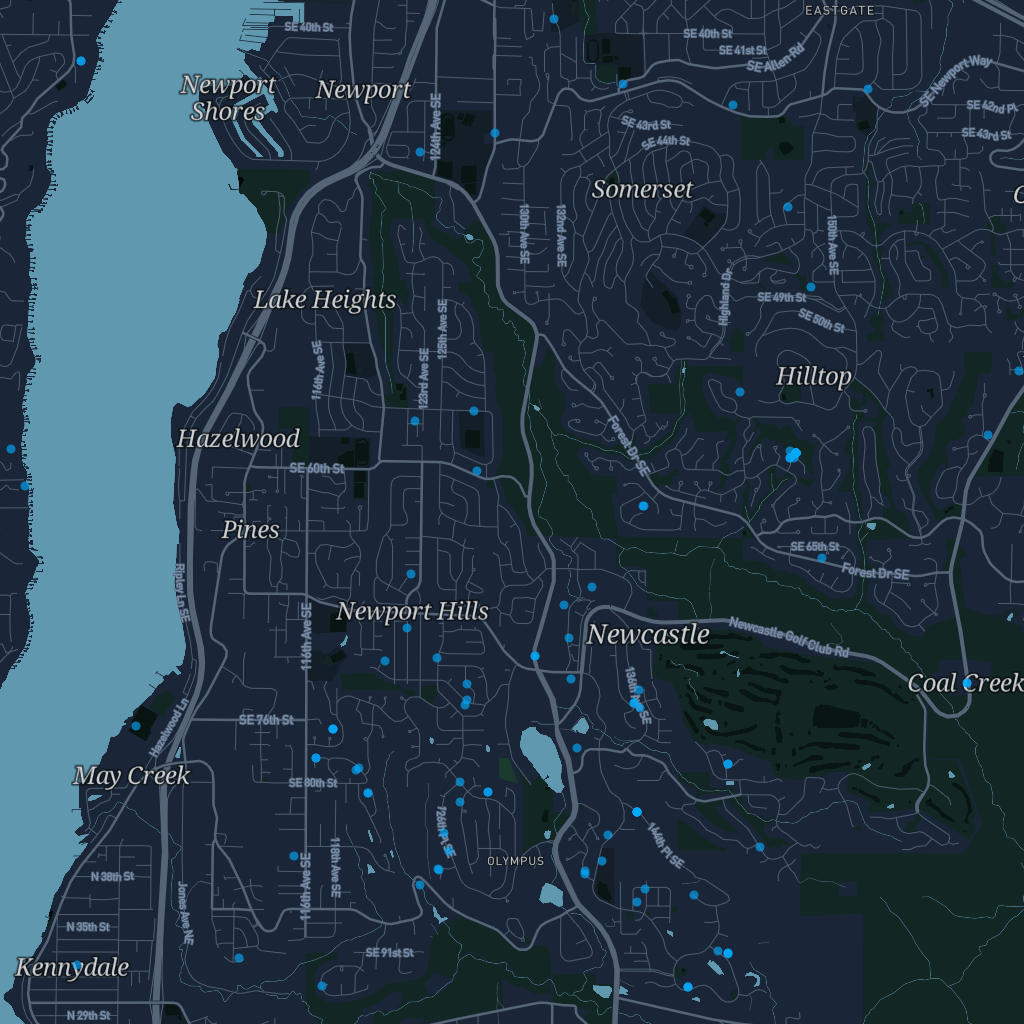 EASTGATE
SE 40th St
SE 40th St
SE 41st St
SE Allen Rd
SE Newport Way
Newport
Shores
Newport
124th Ave SE
SE 42nd Pl
SE 43rd St
SE 44th St
SE 43rd St
Somerset
130th Ave SE
132nd Ave SE
150th Ave SE
Highland Dr
SE 49th St
SE 50th St
Lake Heights
125th Ave SE
116th Ave SE
123rd Ave SE
Hilltop
Hazelwood
SE 60th St
Forest Dr SE
Pines
SE 65th St
Forest Dr SE
Ripley Ln SE
Newport Hills
116th Ave SE
Newcastle
Newcastle Golf Club Rd
Coal Creek
SE 76th St
Hazelwood Ln
May Creek
SE 80th St
126th Pl SE
144th Pl SE
118th Ave SE
116th Ave SE
OLYMPUS
N 38th St
Jones Ave NE
N 35th St
SE 91st St
Kennydale
N 29th St